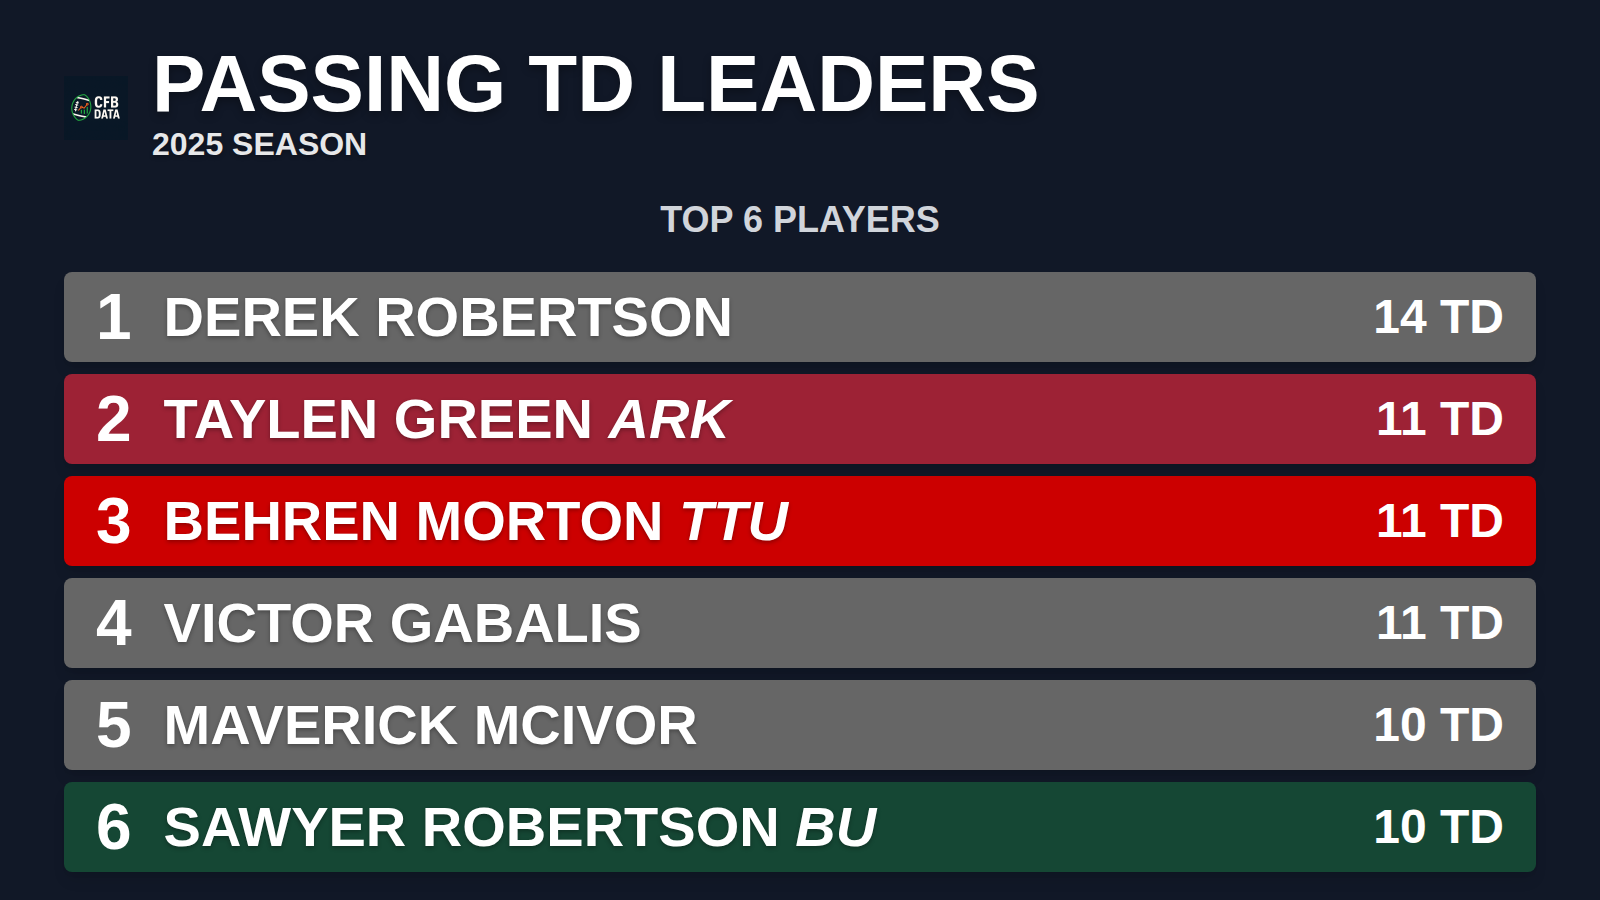 CFB
DATA
PASSING TD LEADERS
2025 SEASON
TOP 6 PLAYERS
1 DEREK ROBERTSON 14 TD
2 TAYLEN GREEN ARK 11 TD
3 BEHREN MORTON TTU 11 TD
4 VICTOR GABALIS 11 TD
5 MAVERICK MCIVOR 10 TD
6 SAWYER ROBERTSON BU 10 TD